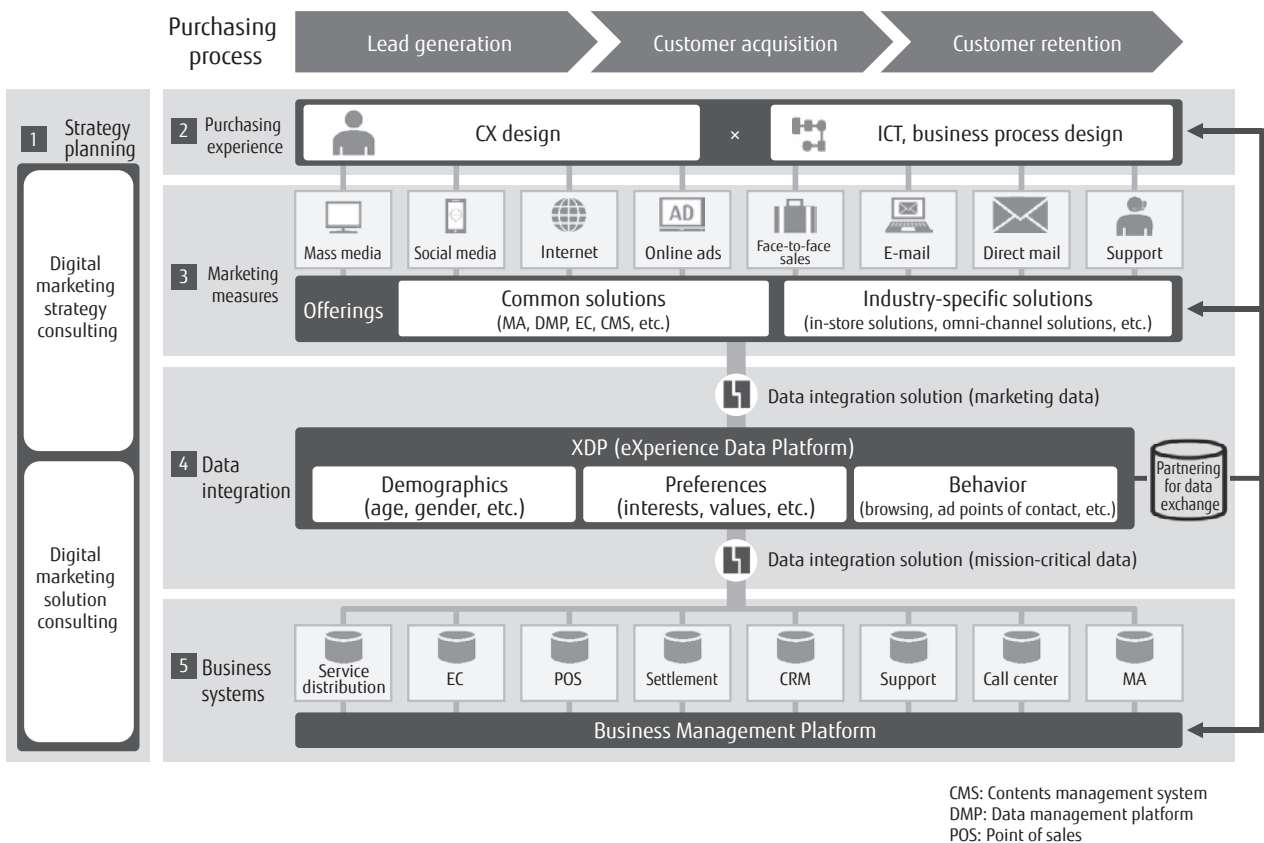 Purchasing
process
Lead generation
Customer acquisition
Customer retention
1 Strategy
planning
Digital
marketing
strategy
consulting
Digital
marketing
solution
consulting
2 Purchasing
experience
CX design
×
ICT, business process design
3 Marketing
measures
Mass media
Social media
Internet
AD
Online ads
Face-to-face
sales
E-mail
Direct mail
Support
Offerings
Common solutions
(MA, DMP, EC, CMS, etc.)
Industry-specific solutions
(in-store solutions, omni-channel solutions, etc.)
Data integration solution (marketing data)
4 Data
integration
XDP (eXperience Data Platform)
Demographics
(age, gender, etc.)
Preferences
(interests, values, etc.)
Behavior
(browsing, ad points of contact, etc.)
Partnering
for data
exchange
Data integration solution (mission-critical data)
5 Business
systems
Service
distribution
EC
POS
Settlement
CRM
Support
Call center
MA
Business Management Platform
CMS: Contents management system
DMP: Data management platform
POS: Point of sales